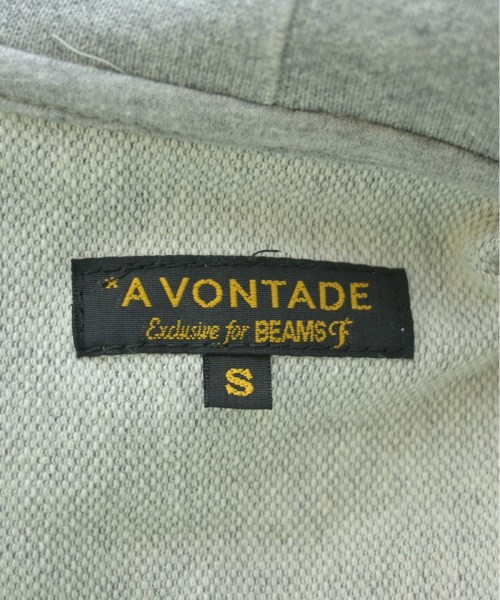 *A VONTADE
Exclusive for BEAMS F
S